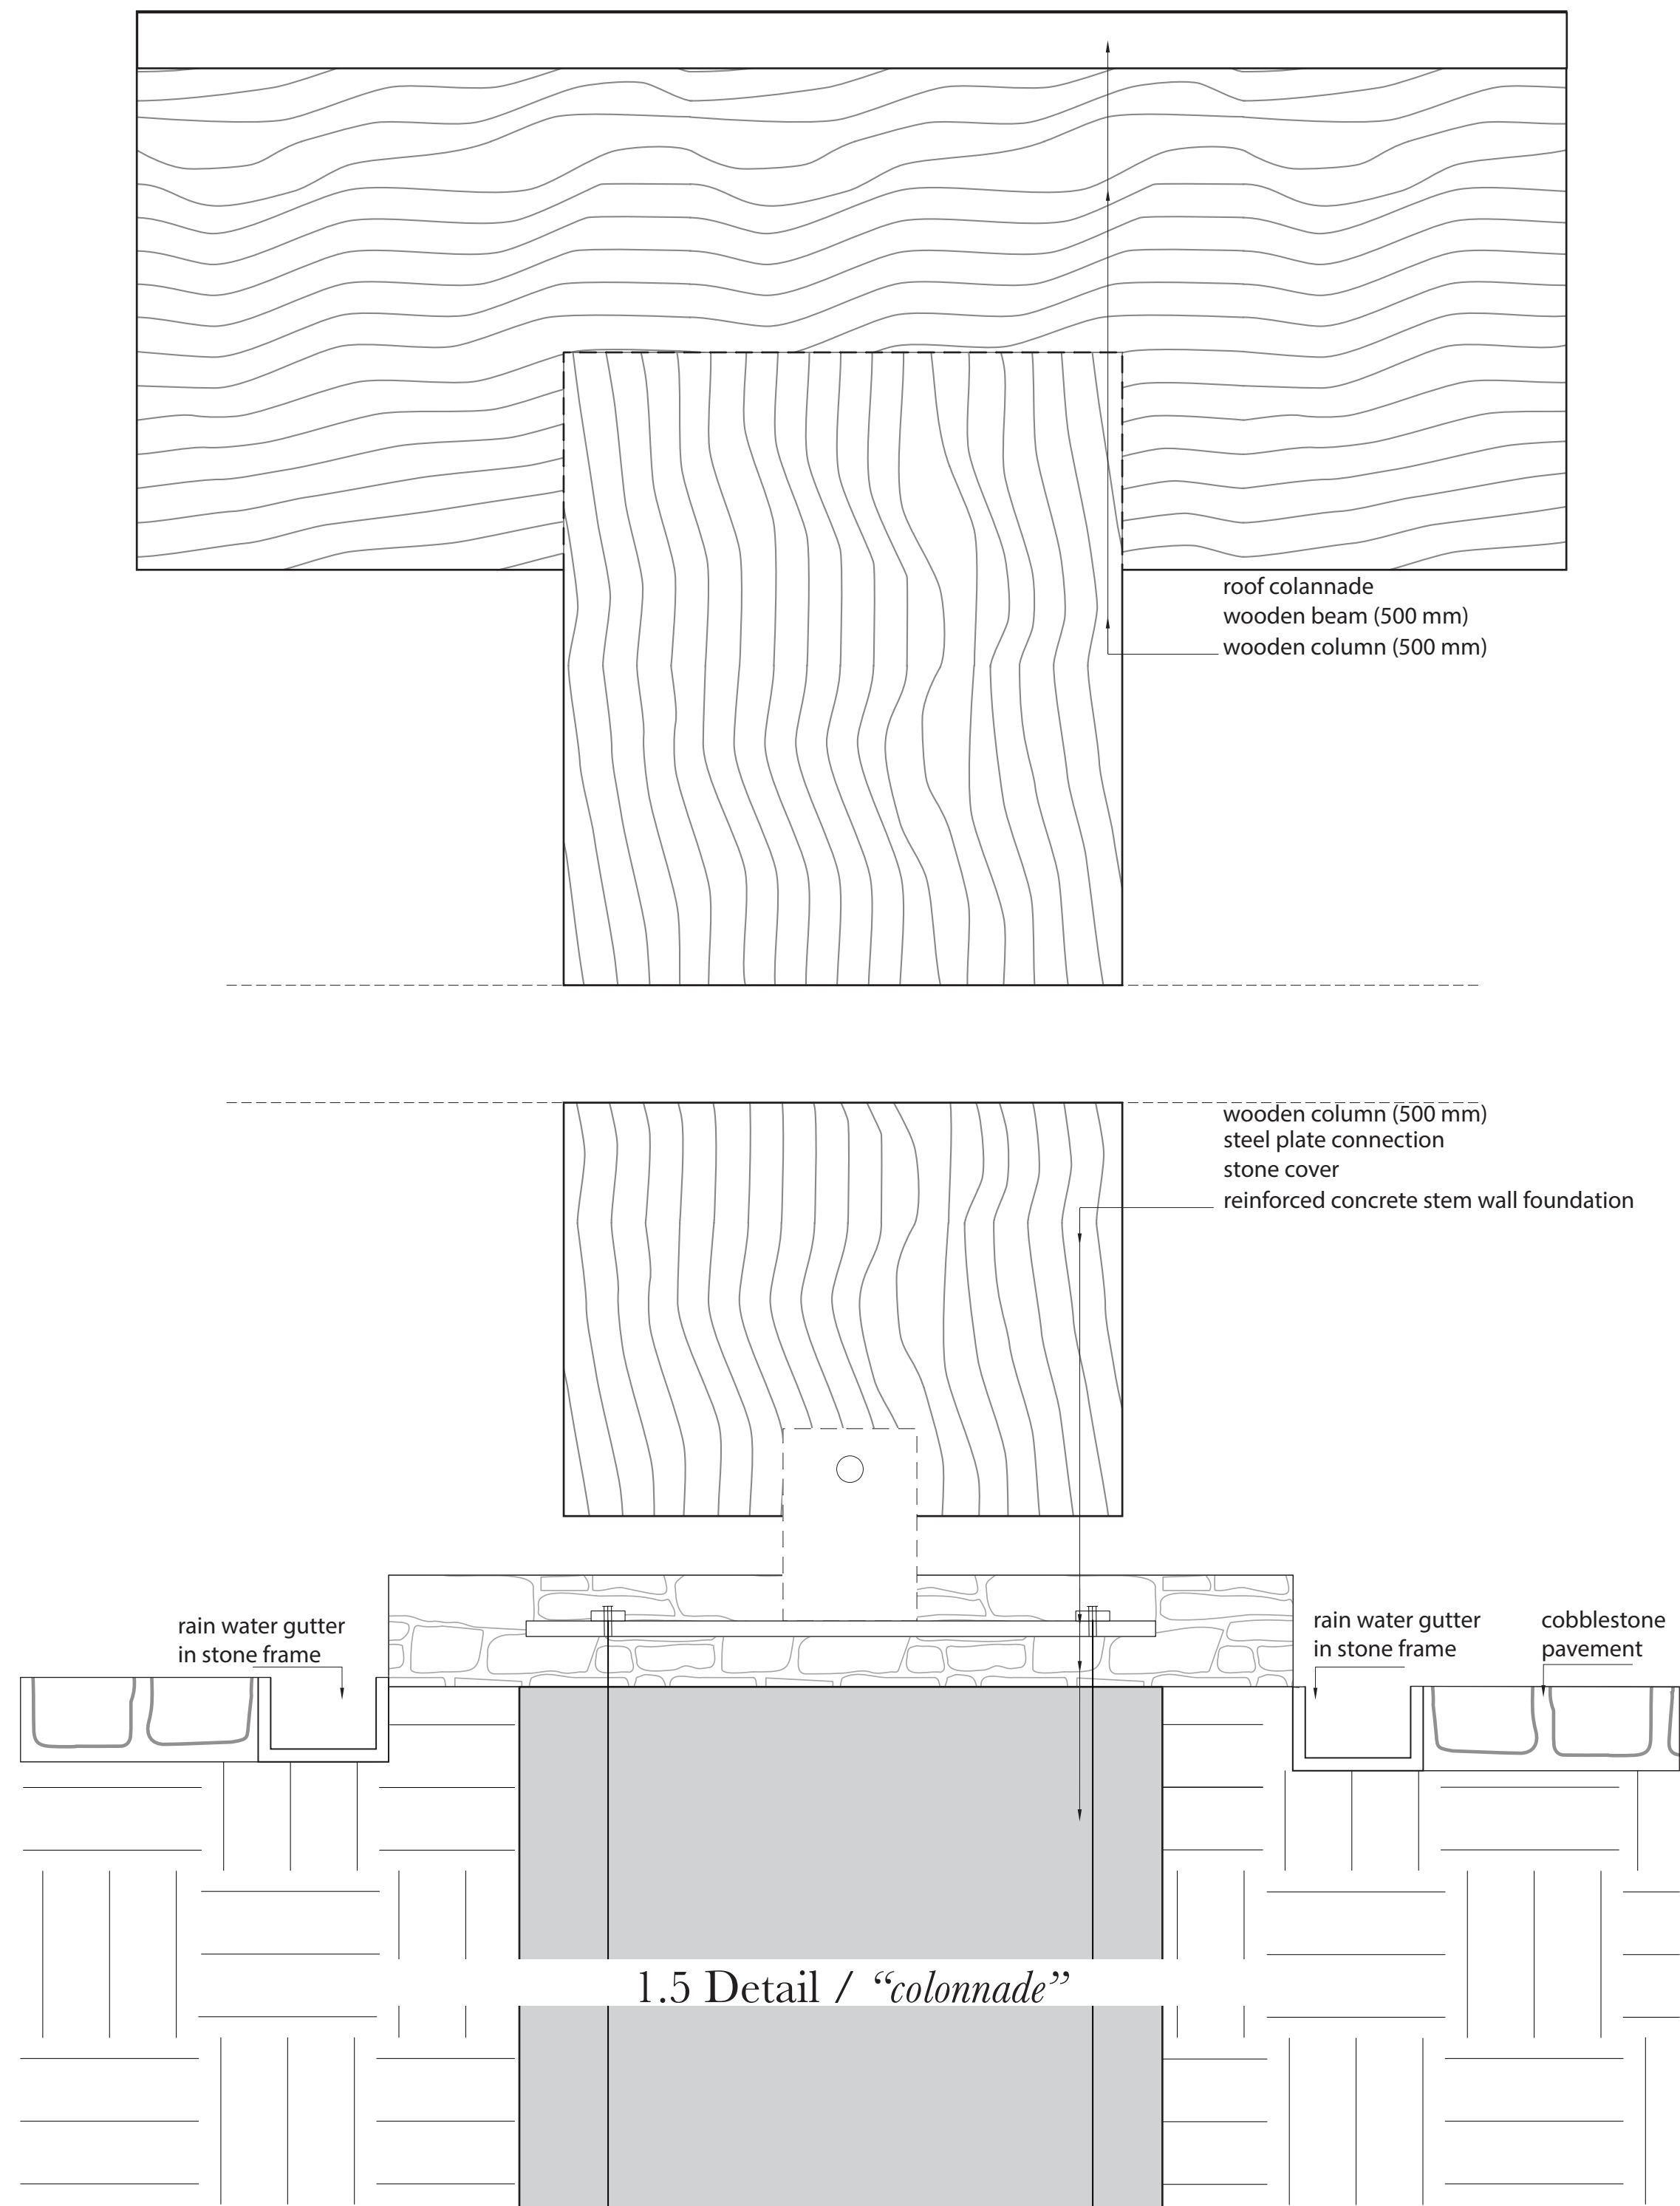 roof colannade
wooden beam (500 mm)
wooden column (500 mm)
wooden column (500 mm)
steel plate connection
stone cover
reinforced concrete stem wall foundation
rain water gutter
in stone frame
rain water gutter
in stone frame
cobblestone
pavement
1.5 Detail / “colonnade”